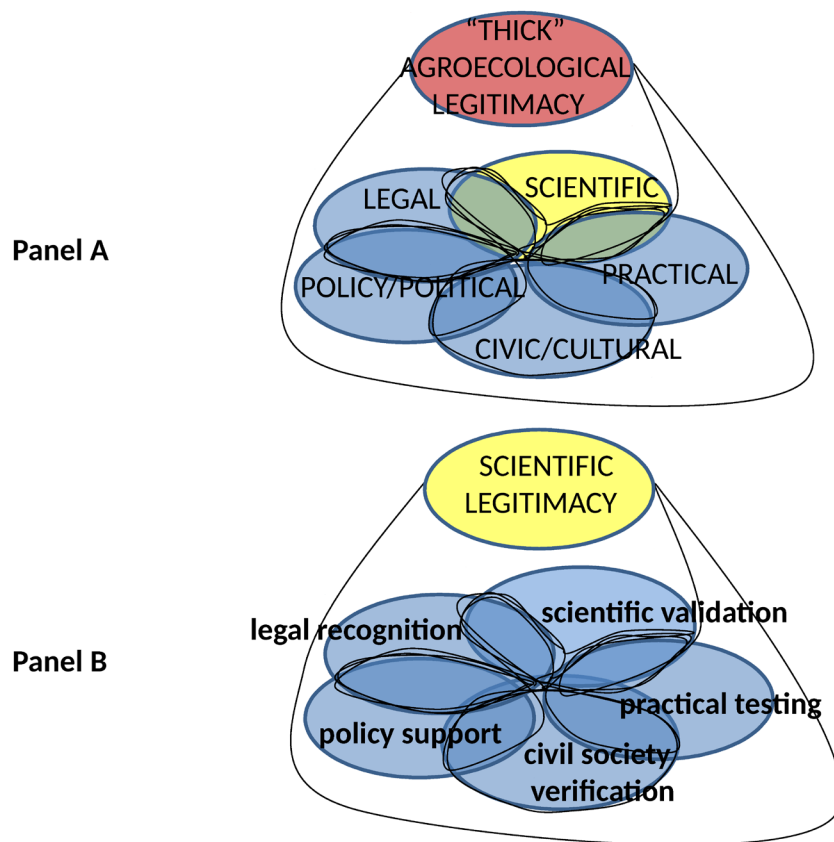 “THICK”
AGROECOLOGICAL
LEGITIMACY
LEGAL
SCIENTIFIC
Panel A
POLICY/POLITICAL
PRACTICAL
CIVIC/CULTURAL
SCIENTIFIC
LEGITIMACY
legal recognition
scientific validation
Panel B
policy support
practical testing
civil society
verification